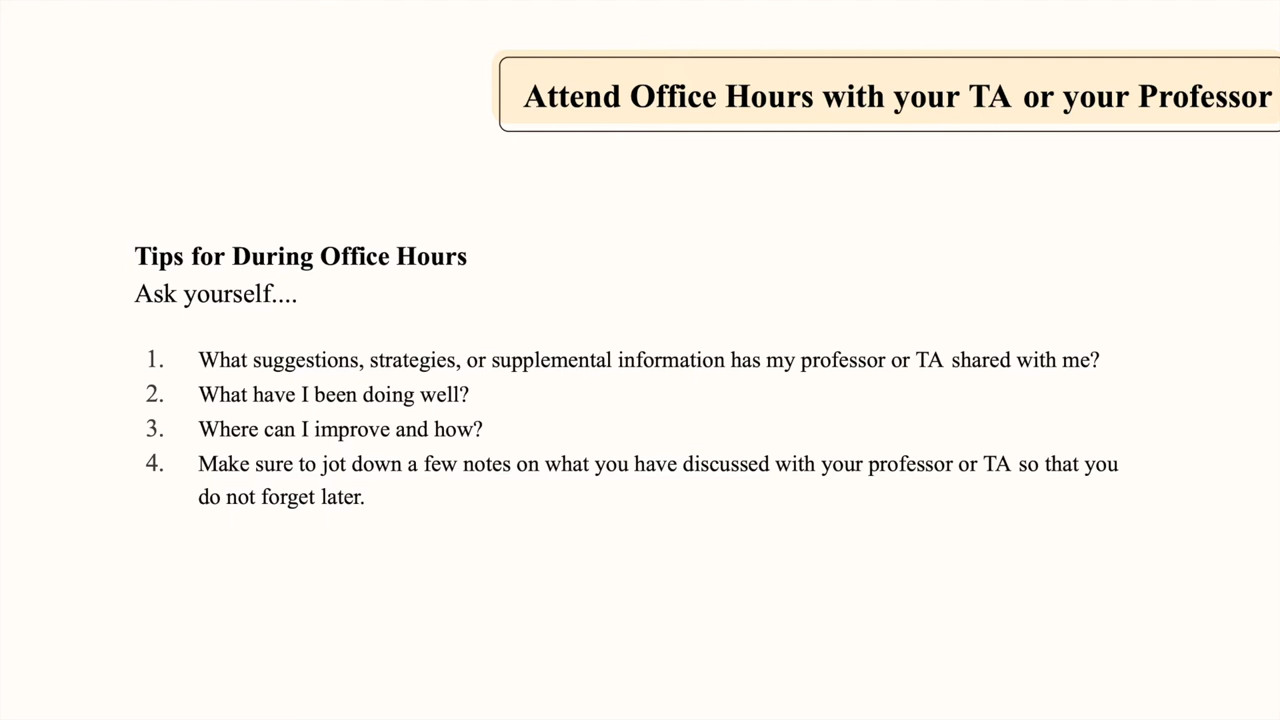 Attend Office Hours with your TA or your Professor
Tips for During Office Hours
Ask yourself....
1. What suggestions, strategies, or supplemental information has my professor or TA shared with me?
2. What have I been doing well?
3. Where can I improve and how?
4. Make sure to jot down a few notes on what you have discussed with your professor or TA so that you
do not forget later.